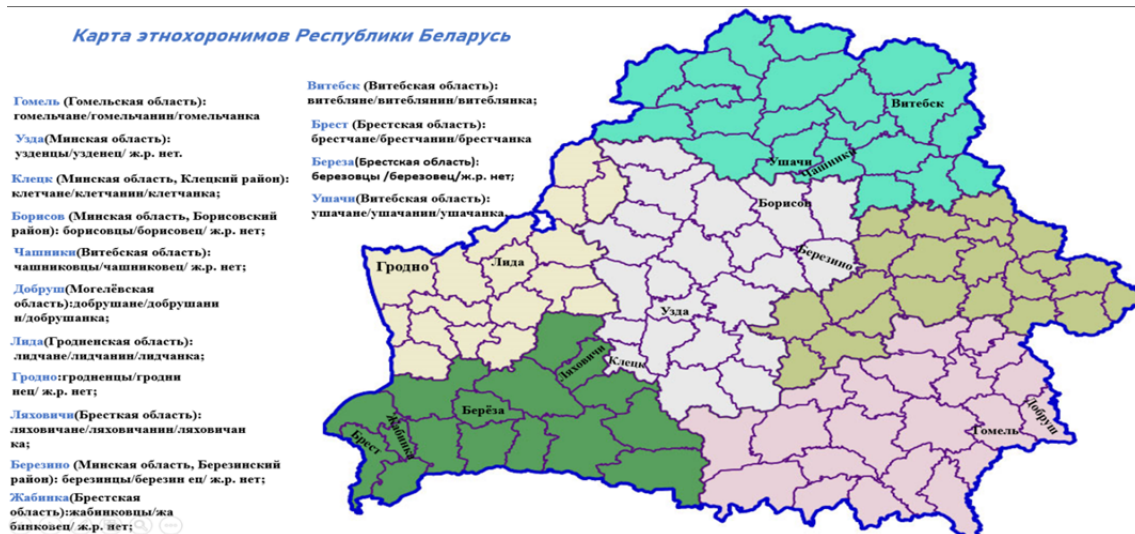 Карта этнохоронимов Республики Беларусь
Гомель (Гомельская область):
гомельчане/гомельчанин/гомельчанка
Узда(Минская область):
узденцы/узденец/ ж.р. нет.
Клецк (Минская область, Клецкий район):
клетчане/клетчанин/клетчанка;
Борисов (Минская область, Борисовский
район): борисовцы/борисовец/ ж.р. нет;
Чашники(Витебская область):
чашниковцы/чашниковец/ ж.р. нет;
Добруш(Могелёвская
область):добрушане/добрушани
н/добрушанка;
Лида(Гродненская область):
лидчане/лидчанин/лидчанка;
Гродно:гродненцы/гродни
нец/ ж.р. нет;
Ляховичи(Бресткая область):
ляховичане/ляховичанин/ляховичан
ка;
Березино (Минская область, Березинский
район): березинцы/березин ец/ ж.р. нет;
Жабинка(Брестская
область):жабинковцы/жа
бинковец/ ж.р. нет;
Витебск (Витебская область):
витебляне/витеблянин/витеблянка;
Брест (Брестская область):
брестчане/брестчанин/брестчанка
Береза(Брестская область):
березовцы /березовец/ж.р. нет;
Ушачи(Витебская область):
ушачане/ушачанин/ушачанка
Витебск
Ушачи
Чашники
Борисов
Березино
Гродно
Лида
Узда
Клецк
Ляховичи
Берёза
Жабинка
Брест
Гомель
Добруш